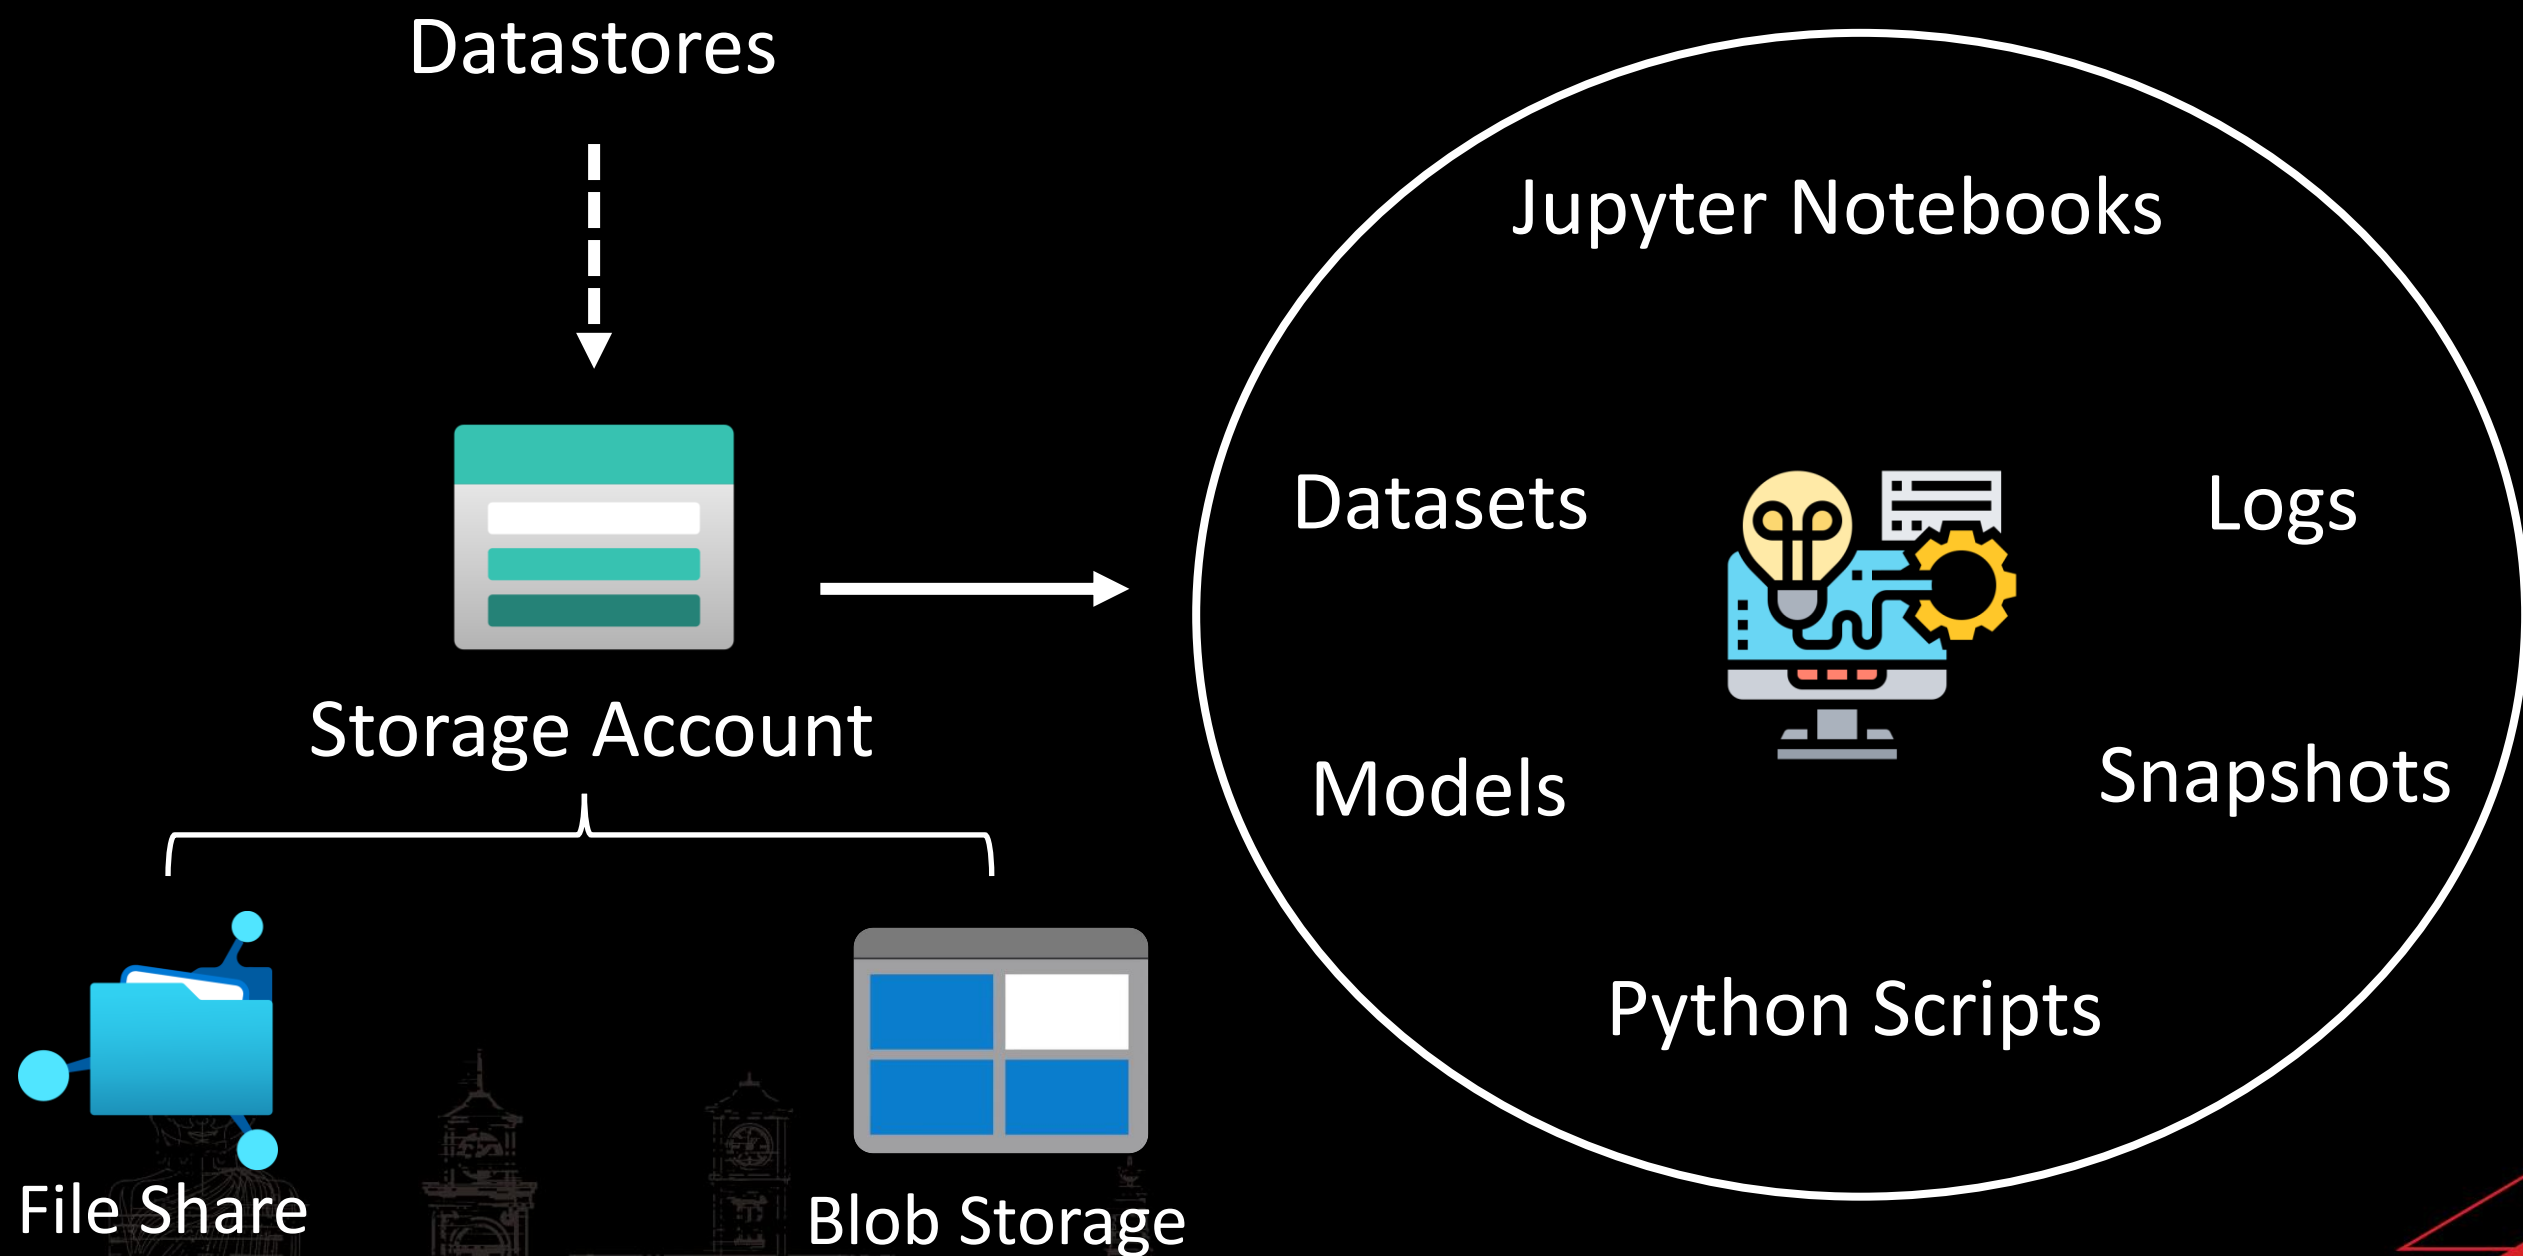 Datastores
Storage Account
File Share
Blob Storage
Jupyter Notebooks
Datasets
Logs
Models
Snapshots
Python Scripts